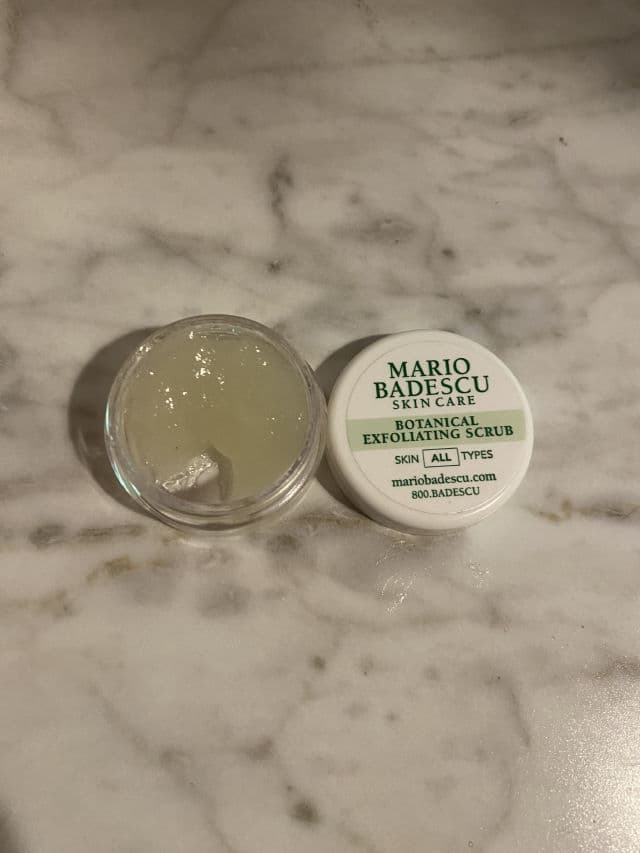 MARIO
BADESCU
SKIN CARE
BOTANICAL
EXFOLIATING SCRUB
SKIN ALL TYPES
mariobadescu.com
800.BADESCU